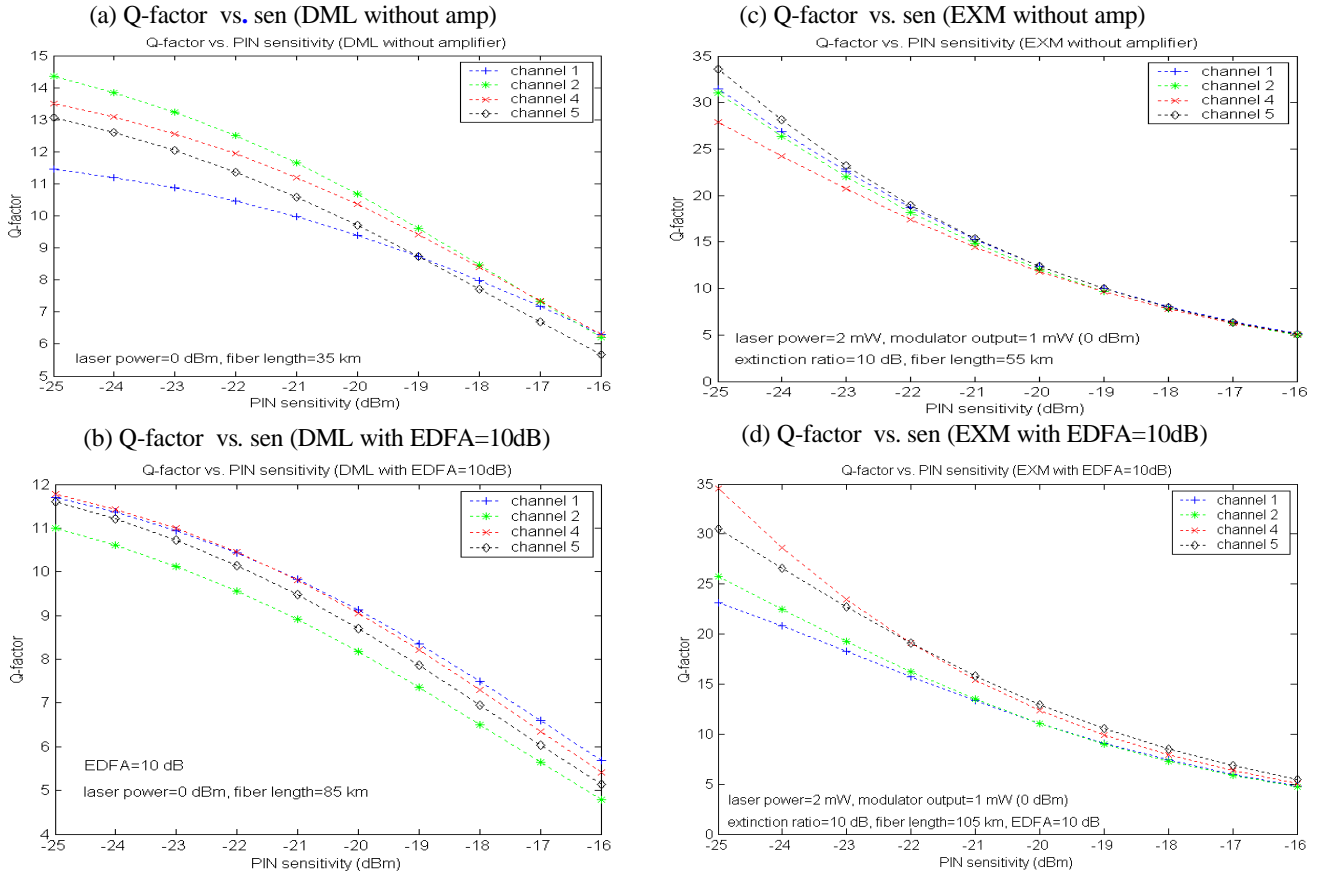 (a) Q-factor vs. sen (DML without amp)
Q-factor vs. PIN sensitivity (DML without amplifier)
15
14
13
12
11
10
9
8
7
6
5
Q-factor
channel 1
channel 2
channel 4
channel 5
laser power=0 dBm, fiber length=35 km
-25 -24 -23 -22 -21 -20 -19 -18 -17 -16
PIN sensitivity (dBm)
(b) Q-factor vs. sen (DML with EDFA=10dB)
Q-factor vs. PIN sensitivity (DML with EDFA=10dB)
12
11
10
9
8
7
6
5
4
Q-factor
channel 1
channel 2
channel 4
channel 5
EDFA=10 dB
laser power=0 dBm, fiber length=85 km
-25 -24 -23 -22 -21 -20 -19 -18 -17 -16
PIN sensitivity (dBm)
(c) Q-factor vs. sen (EXM without amp)
Q-factor vs. PIN sensitivity (EXM without amplifier)
35
30
25
20
15
10
5
0
Q-factor
channel 1
channel 2
channel 4
channel 5
laser power=2 mW, modulator output=1 mW (0 dBm)
extinction ratio=10 dB, fiber length=55 km
-25 -24 -23 -22 -21 -20 -19 -18 -17 -16
PIN sensitivity (dBm)
(d) Q-factor vs. sen (EXM with EDFA=10dB)
Q-factor vs. PIN sensitivity (EXM with EDFA=10dB)
35
30
25
20
15
10
5
0
Q-factor
channel 1
channel 2
channel 4
channel 5
laser power=2 mW, modulator output=1 mW (0 dBm)
extinction ratio=10 dB, fiber length=105 km, EDFA=10 dB
-25 -24 -23 -22 -21 -20 -19 -18 -17 -16
PIN sensitivity (dBm)